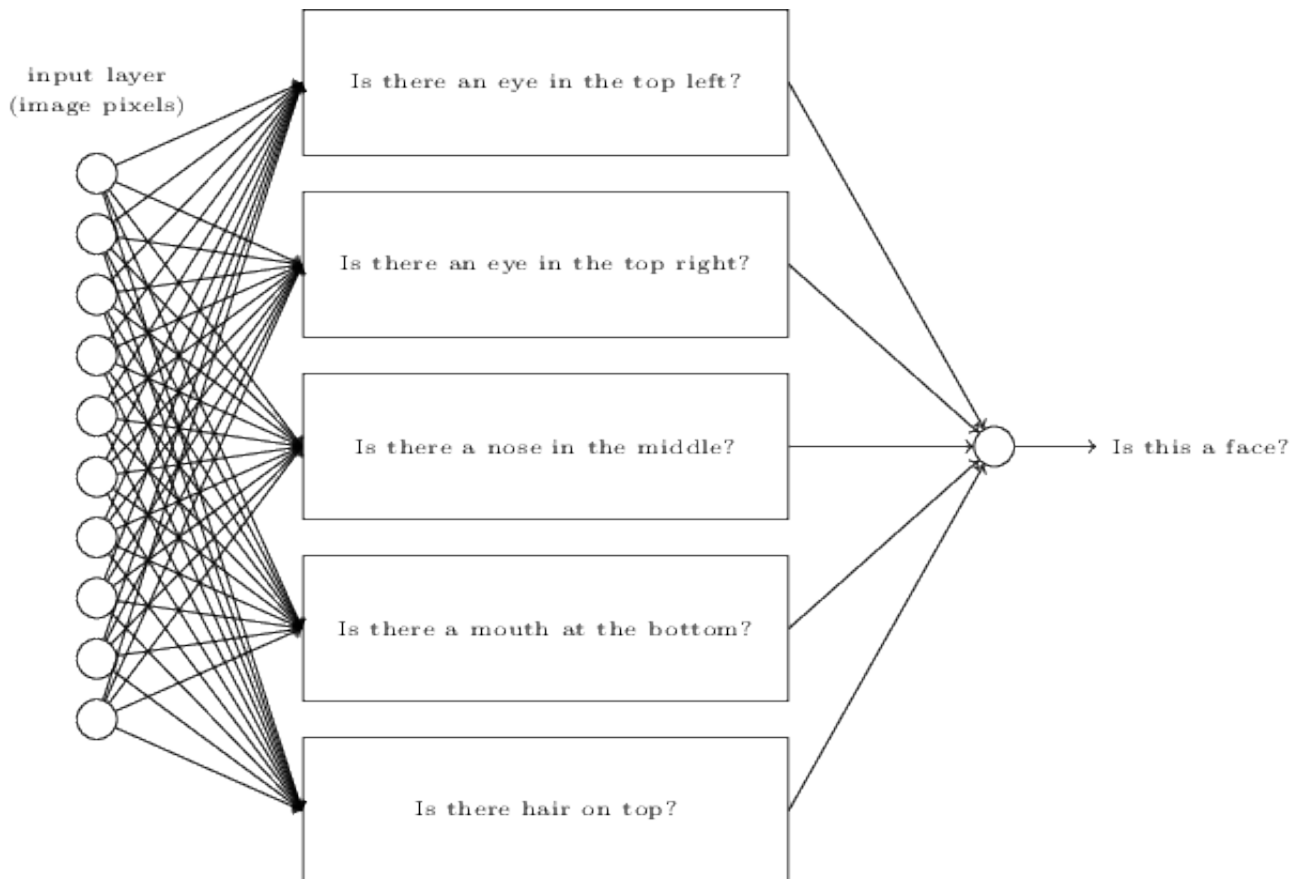 input layer
(image pixels)
Is there an eye in the top left?
Is there an eye in the top right?
Is there a nose in the middle?
Is this a face?
Is there a mouth at the bottom?
Is there hair on top?